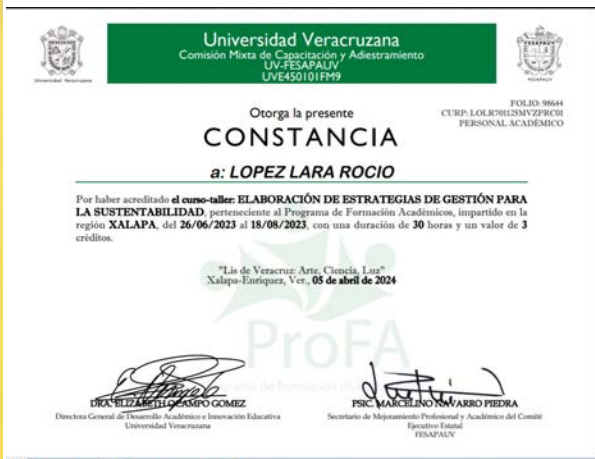 Universidad Veracruzana
Comisión Mixta de Capacitación y Adiestramiento
UV-FESAPAUV
UVE450101FM9
Universidad Veracruzana
FESAPAUV
FOLIO: 98644
CURP: LOLR701125MVZPRC01
PERSONAL ACADÉMICO
Otorga la presente
CONSTANCIA
a: LOPEZ LARA ROCIO
Por haber acreditado el curso-taller: ELABORACIÓN DE ESTRATEGIAS DE GESTIÓN PARA
LA SUSTENTABILIDAD, perteneciente al Programa de Formación Académicos, impartido en la
región XALAPA, del 26/06/2023 al 18/08/2023, con una duración de 30 horas y un valor de 3
créditos.
"Lis de Veracruz: Arte, Ciencia, Luz"
Xalapa-Enríquez, Ver., 05 de abril de 2024
ProFA
DRA. ELIZABETH OCAMPO GOMEZ
Directora General de Desarrollo Académico e Innovación Educativa
Universidad Veracruzana
PSIC. MARCELINO NAVARRO PIEDRA
Secretario de Mejoramiento Profesional y Académico del Comité
Ejecutivo Estatal
FESAPAUV